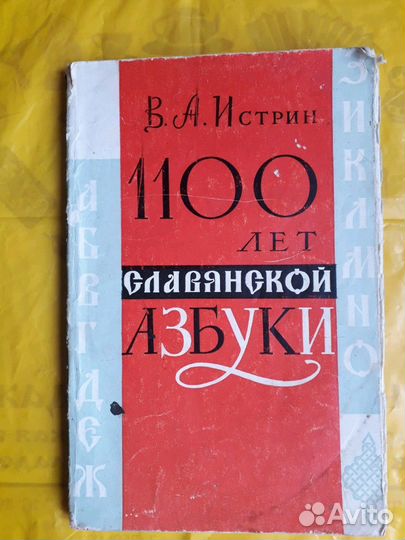 В. А. Истрин
1100
ЛЕТ
СЛАВЯНСКОЙ
АЗБУКИ
АБВГДЕЖ
ЗИКЛМНО
Avito